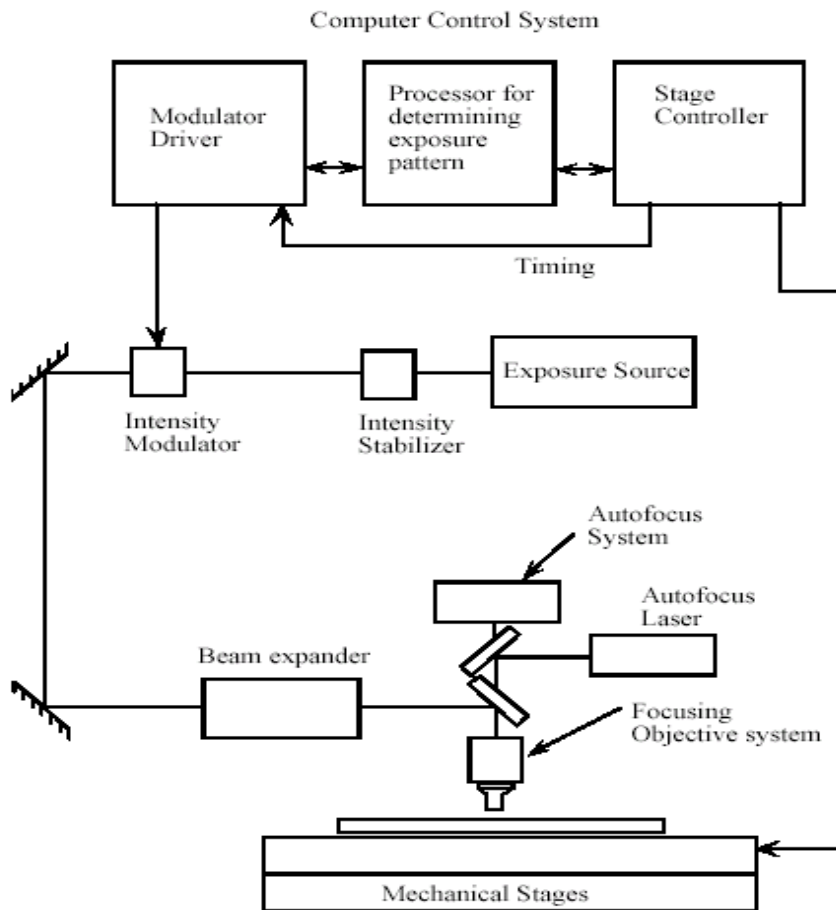 Computer Control System
Modulator
Driver
Processor for
determining
exposure
pattern
Stage
Controller
Timing
Exposure Source
Intensity
Modulator
Intensity
Stabilizer
Autofocus
System
Autofocus
Laser
Beam expander
Focusing
Objective system
Mechanical Stages